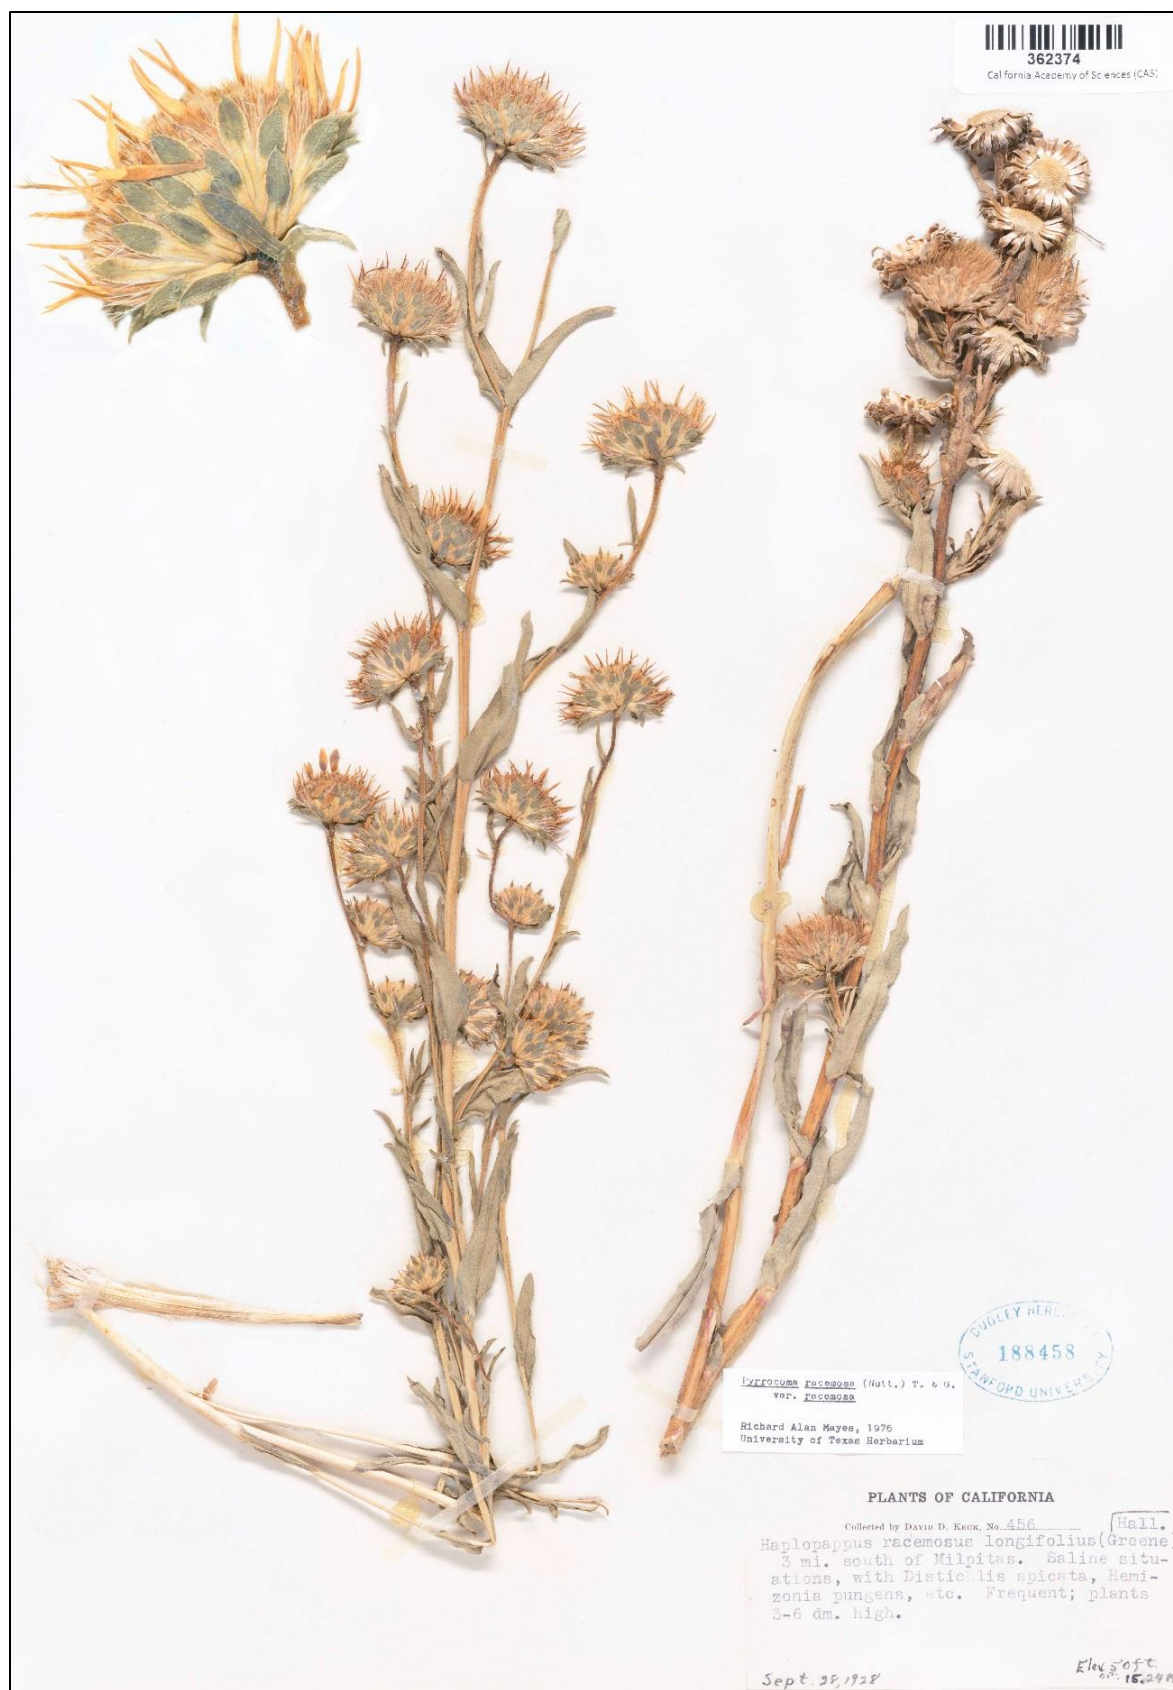 362374
California Academy of Sciences (CAS)
DUDLEY HERBARIUM
188458
STANFORD UNIVERSITY
Pyrrocoma racemosa (Nutt.) T. & G.
var. racemosa
Richard Alan Mayes, 1976
University of Texas Herbarium
PLANTS OF CALIFORNIA
Collected by DAVID D. KECK, No. 456
Hall.
Haplopappus racemosus longifolius (Greene)
3 mi. south of Milpitas. Saline situ-
ations, with Distichlis spicata, Hemi-
zonia pungens, etc. Frequent; plants
3-6 dm. high.
Elev 50 ft.
15.24
Sept. 28, 1928